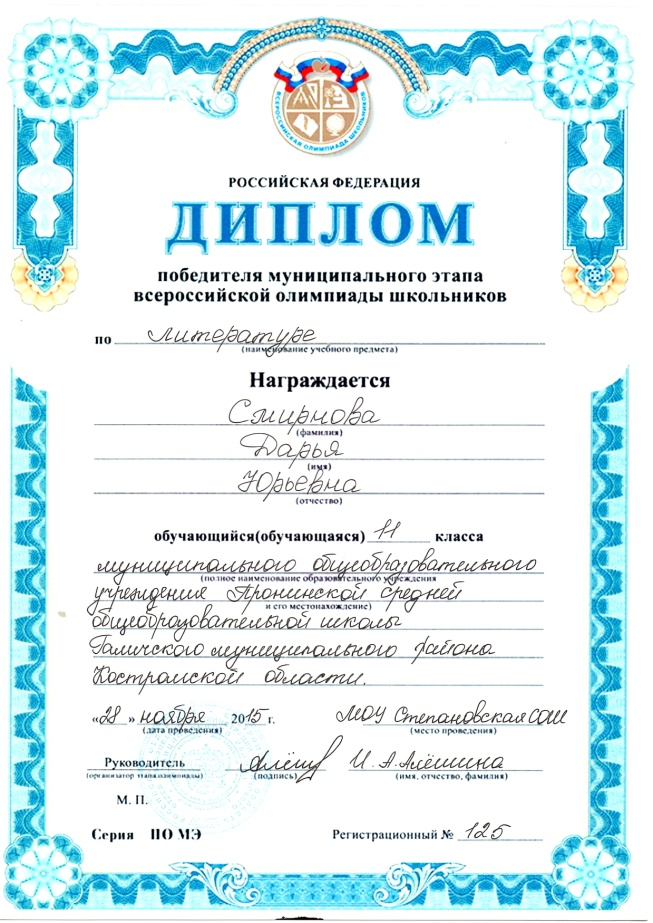 ВСЕРОССИЙСКАЯ ОЛИМПИАДА ШКОЛЬНИКОВ
РОССИЙСКАЯ ФЕДЕРАЦИЯ
ДИПЛОМ
победителя муниципального этапа
всероссийской олимпиады школьников
по литературе
(наименование учебного предмета)
Награждается
Смирнова
(фамилия)
Дарья
(имя)
Юрьевна
(отчество)
обучающийся(обучающаяся) 11 класса
муниципального общеобразовательного
(полное наименование образовательного учреждения
учреждения Пронинской средней
и его местонахождение)
общеобразовательной школы
Галичского муниципального района
Костромской области.
«28» ноября 2015 г. МОУ Степановская СОШ
(дата проведения) (место проведения)
Руководитель И. А. Алёшина
(организатор этапа олимпиады) (подпись) (имя, отчество, фамилия)
М. П.
Серия ПО МЭ Регистрационный № 125